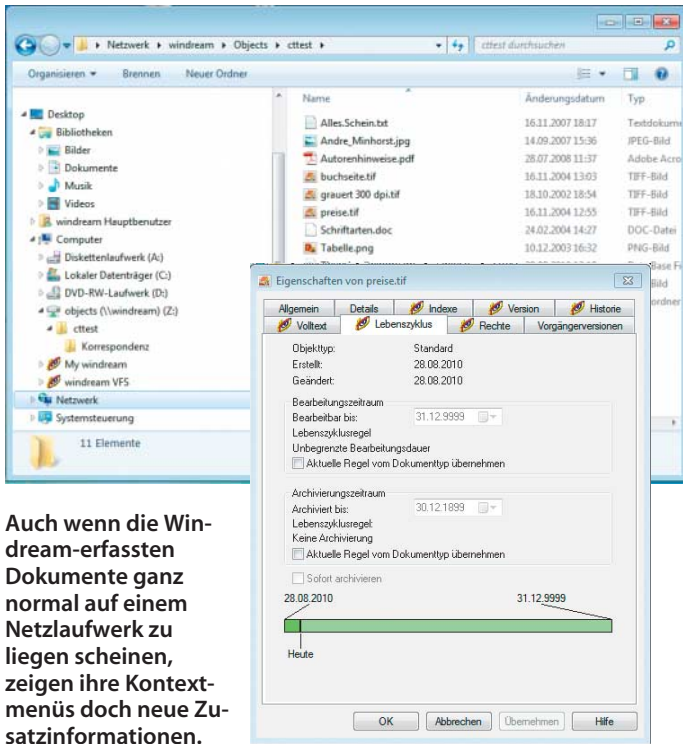 Netzwerk
windream
Objects
cttest
cttest durchsuchen
Organisieren
Brennen
Neuer Ordner
Desktop
Bibliotheken
Bilder
Dokumente
Musik
Videos
windream Hauptbenutzer
Computer
Diskettenlaufwerk (A:)
Lokaler Datenträger (C:)
DVD-RW-Laufwerk (D:)
objects (\\windream) (Z:)
cttest
Korrespondenz
My windream
windream VFS
Netzwerk
Systemsteuerung
11 Elemente
Name Änderungsdatum Typ
Alles.Schein.txt 16.11.2007 18:17 Textdokume
Andre_Minhorst.jpg 14.09.2007 15:36 JPEG-Bild
Autorenhinweise.pdf 28.07.2008 11:37 Adobe Acro
buchseite.tif 16.11.2004 13:03 TIFF-Bild
grauert 300 dpi.tif 18.10.2002 18:54 TIFF-Bild
preise.tif 16.11.2004 12:55 TIFF-Bild
Schriftarten.doc 24.02.2004 14:27 DOC-Datei
Tabelle.png 10.12.2003 16:32 PNG-Bild
Base Fi
Bild
ordner
Eigenschaften von preise.tif
Allgemein Details Indexe Version Historie
Volltext Lebenszyklus Rechte Vorgängerversionen
Objekttyp: Standard
Erstellt: 28.08.2010
Geändert: 28.08.2010
Bearbeitungszeitraum
Bearbeitbar bis: 31.12.9999
Lebenszyklusregel
Unbegrenzte Bearbeitungsdauer
Aktuelle Regel vom Dokumenttyp übernehmen
Archivierungszeitraum
Archiviert bis: 30.12.1899
Lebenszyklusregel:
Keine Archivierung
Aktuelle Regel vom Dokumenttyp übernehmen
Sofort archivieren
28.08.2010 31.12.9999
Heute
OK Abbrechen Übernehmen Hilfe
Auch wenn die Win-
dream-erfassten
Dokumente ganz
normal auf einem
Netzlaufwerk zu
liegen scheinen,
zeigen ihre Kontext-
menüs doch neue Zu-
satzinformationen.